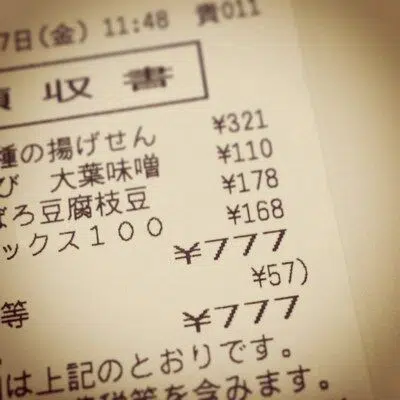 7日(金) 11:48 責011
領収書
種の揚げせん ¥321
び 大葉味噌 ¥110
ぼろ豆腐枝豆 ¥178
ックス100 ¥168
¥777
¥57)
等 ¥777
は上記のとおりです。
税等を含みます。